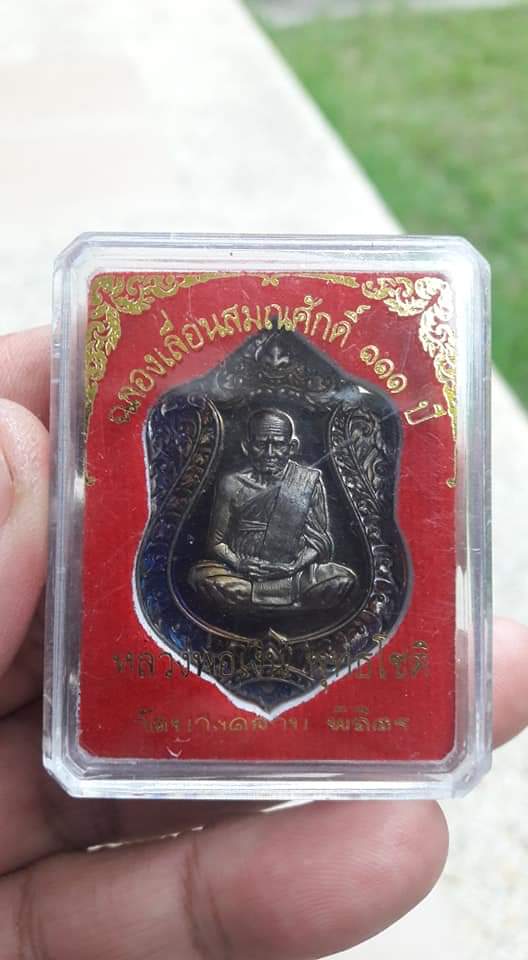 ฉลองเลื่อนสมณศักดิ์ ๑๑๑ ปี
หลวงพ่อเงิน พุทธโชติ
วัดบางคลาน พิจิตร